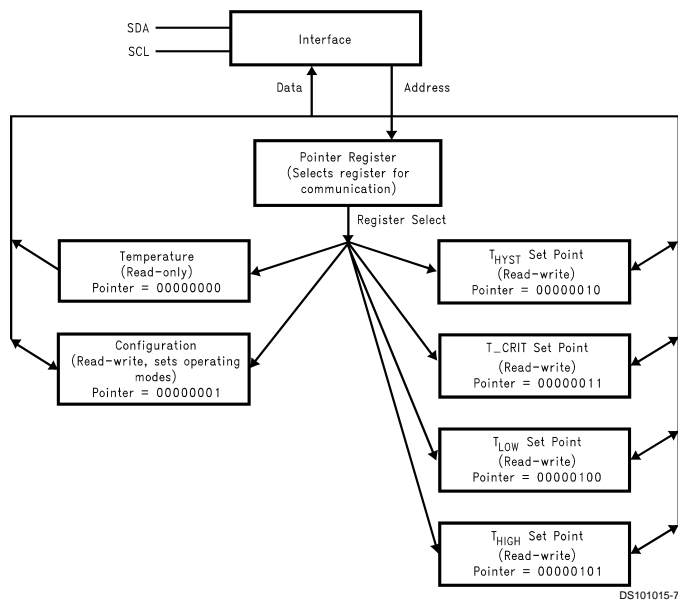 SDA
SCL
Interface
Data
Address
Pointer Register
(Selects register for
communication)
Register Select
Temperature
(Read-only)
Pointer = 00000000
Configuration
(Read-write, sets operating
modes)
Pointer = 00000001
THYST Set Point
(Read-write)
Pointer = 00000010
T_CRIT Set Point
(Read-write)
Pointer = 00000011
TLOW Set Point
(Read-write)
Pointer = 00000100
THIGH Set Point
(Read-write)
Pointer = 00000101
DS101015-7